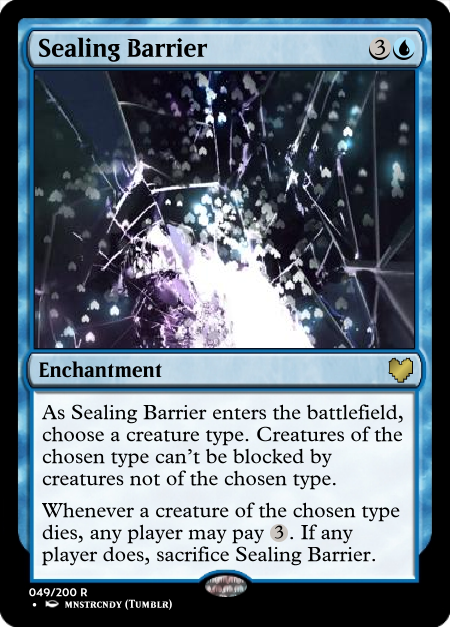 Sealing Barrier 3
Enchantment
As Sealing Barrier enters the battlefield,
choose a creature type. Creatures of the
chosen type can't be blocked by
creatures not of the chosen type.
Whenever a creature of the chosen type
dies, any player may pay 3. If any
player does, sacrifice Sealing Barrier.
049/200 R
• MNSTRCNDY (TUMBLR)